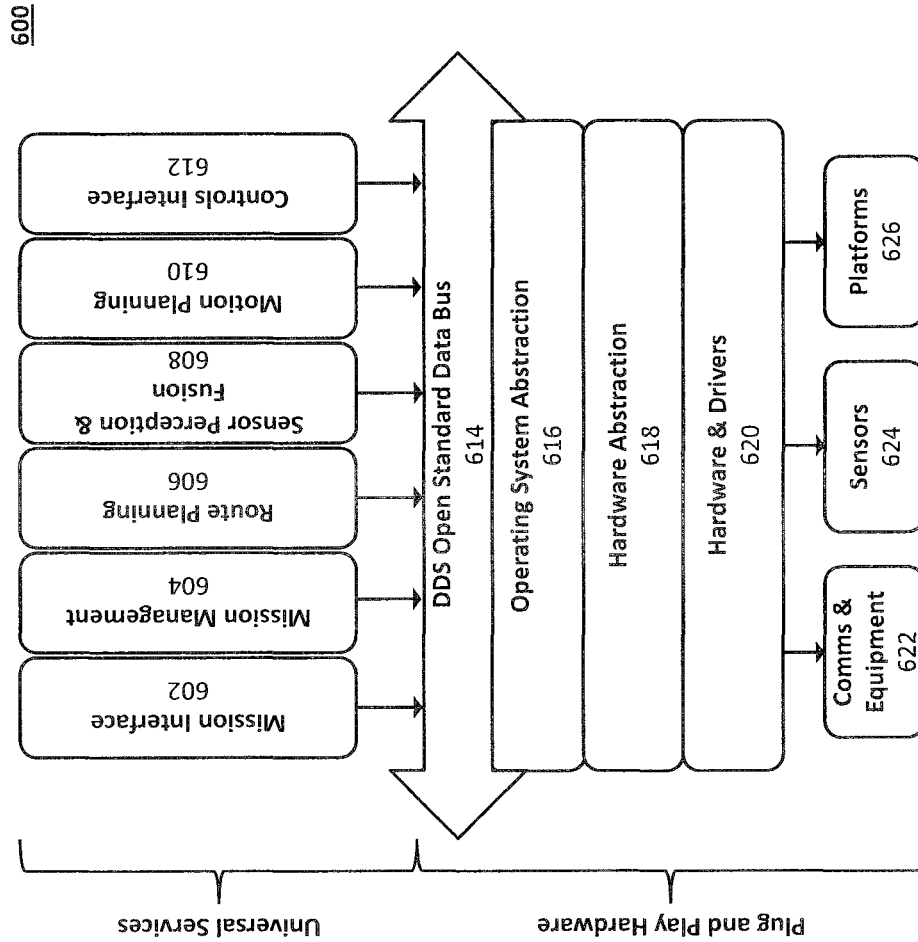 600
Universal Services
Mission Interface
602
Mission Management
604
Route Planning
606
Sensor Perception &
Fusion
608
Motion Planning
610
Controls Interface
612
DDS Open Standard Data Bus
614
Plug and Play Hardware
Operating System Abstraction
616
Hardware Abstraction
618
Hardware & Drivers
620
Comms &
Equipment
622
Sensors
624
Platforms
626